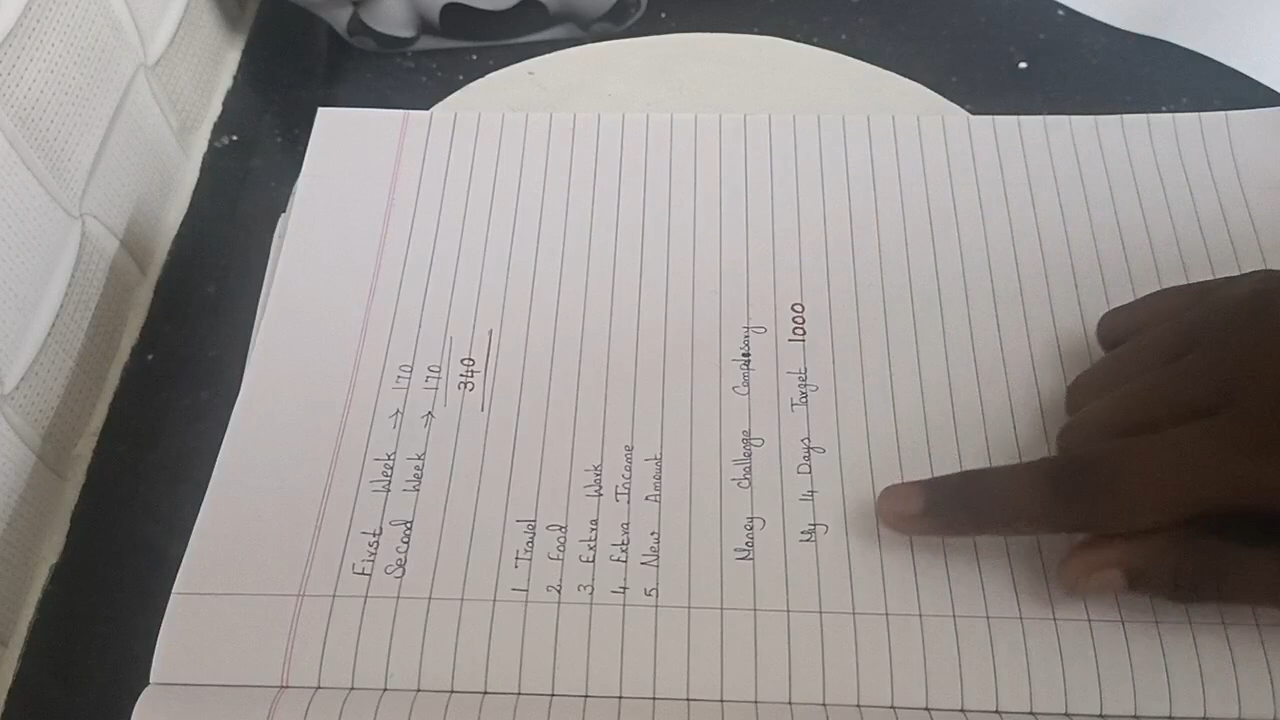 First Week → 170
Second Week → 170
340
1. Travel
2. Food
3. Extra Work
4. Extra Income
5. New Amount
Money Challenge Complusory.
My 14 Days Target 1000